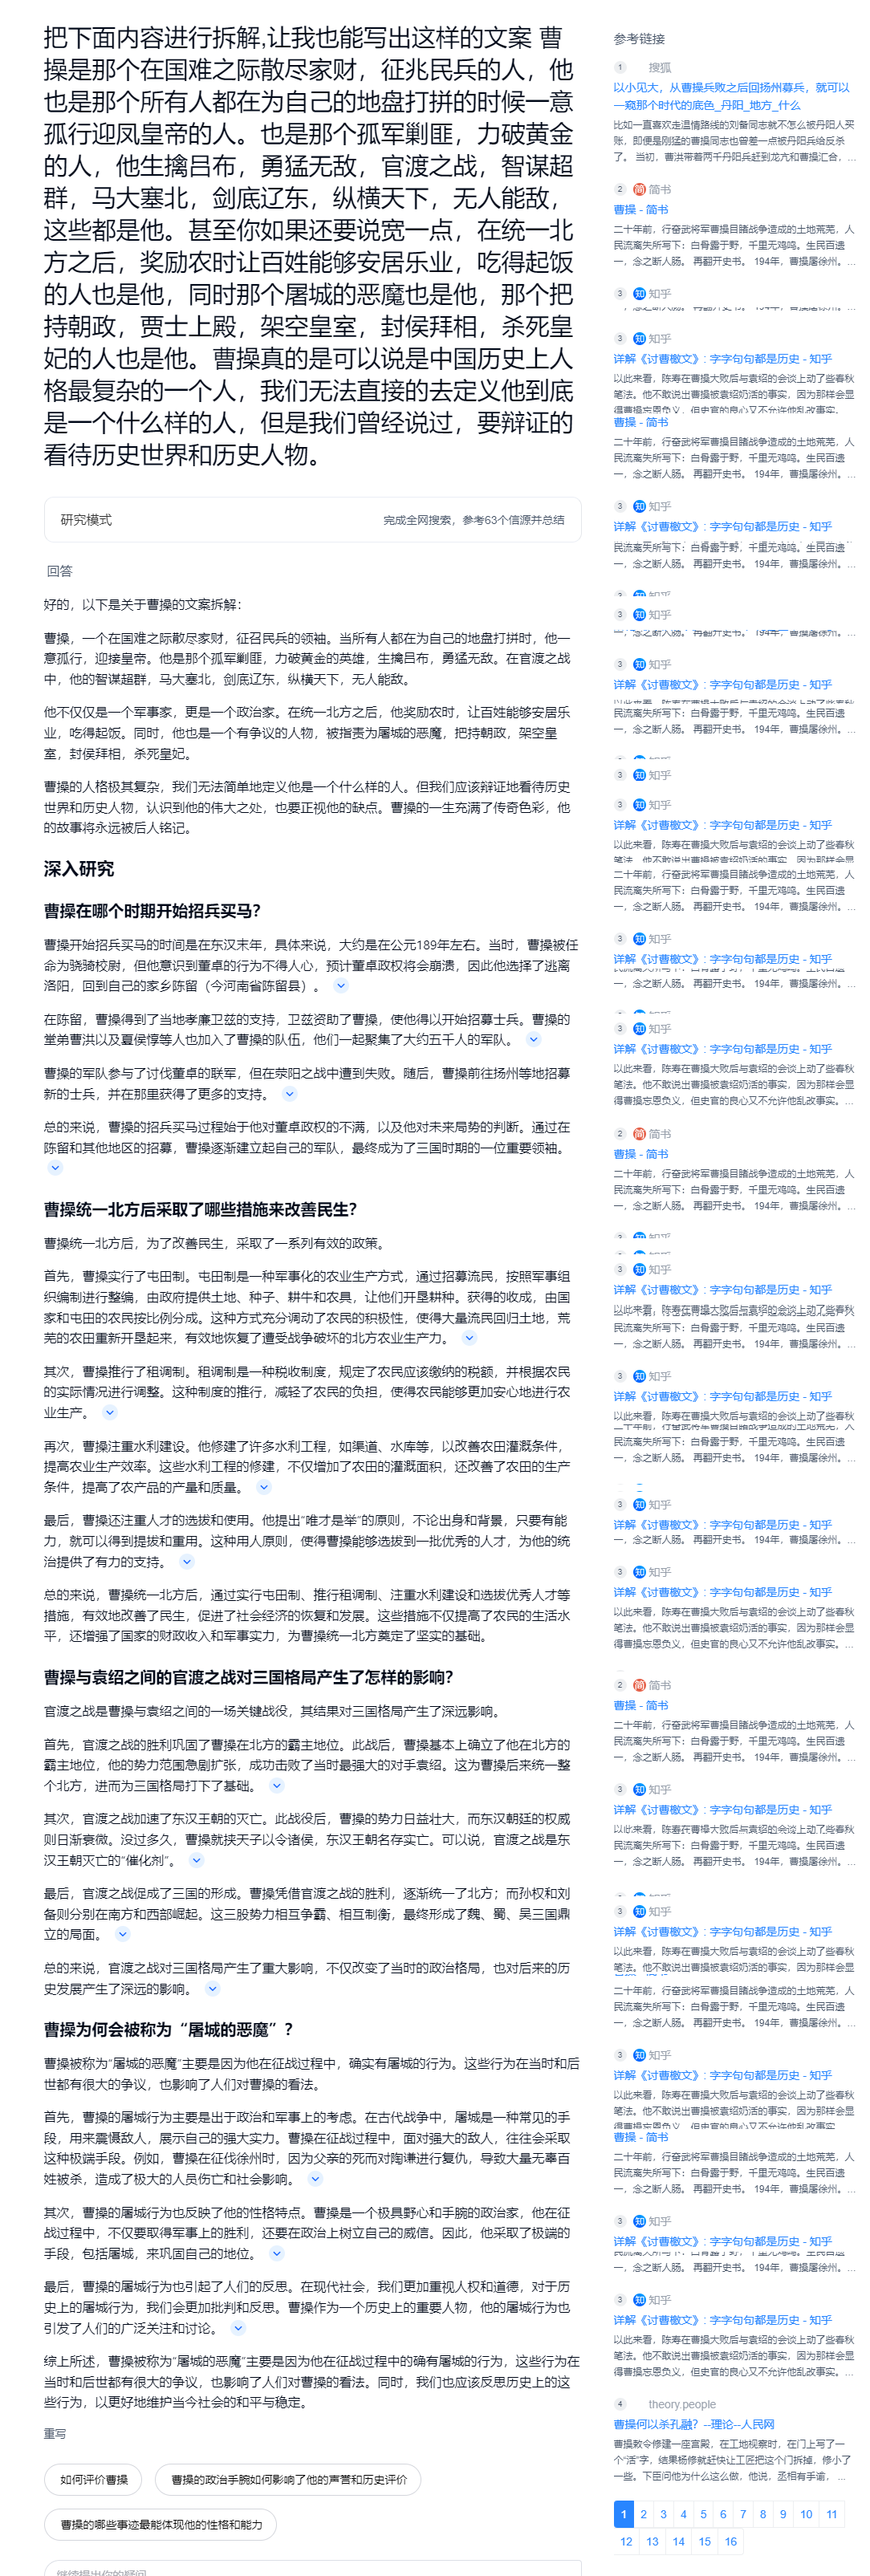 把下面内容进行拆解,让我也能写出这样的文案 曹
操是那个在国难之际散尽家财，征兆民兵的人，他
也是那个所有人都在为自己的地盘打拼的时候一意
孤行迎凤皇帝的人。也是那个孤军剿匪，力破黄金
的人，他生擒吕布，勇猛无敌，官渡之战，智谋超
群，马大塞北，剑底辽东，纵横天下，无人能敌，
这些都是他。甚至你如果还要说宽一点，在统一北
方之后，奖励农时让百姓能够安居乐业，吃得起饭
的人也是他，同时那个屠城的恶魔也是他，那个把
持朝政，贾士上殿，架空皇室，封侯拜相，杀死皇
妃的人也是他。曹操真的是可以说是中国历史上人
格最复杂的一个人，我们无法直接的去定义他到底
是一个什么样的人，但是我们曾经说过，要辩证的
看待历史世界和历史人物。
研究模式
完成全网搜索，参考63个信源并总结
回答
好的，以下是关于曹操的文案拆解：
曹操，一个在国难之际散尽家财，征召民兵的领袖。当所有人都在为自己的地盘打拼时，他一
意孤行，迎接皇帝。他是那个孤军剿匪，力破黄金的英雄，生擒吕布，勇猛无敌。在官渡之战
中，他的智谋超群，马大塞北，剑底辽东，纵横天下，无人能敌。
他不仅仅是一个军事家，更是一个政治家。在统一北方之后，他奖励农时，让百姓能够安居乐
业，吃得起饭。同时，他也是一个有争议的人物，被指责为屠城的恶魔，把持朝政，架空皇
室，封侯拜相，杀死皇妃。
曹操的人格极其复杂，我们无法简单地定义他是一个什么样的人。但我们应该辩证地看待历史
世界和历史人物，认识到他的伟大之处，也要正视他的缺点。曹操的一生充满了传奇色彩，他
的故事将永远被后人铭记。
深入研究
曹操在哪个时期开始招兵买马？
曹操开始招兵买马的时间是在东汉末年，具体来说，大约是在公元189年左右。当时，曹操被任
命为骁骑校尉，但他意识到董卓的行为不得人心，预计董卓政权将会崩溃，因此他选择了逃离
洛阳，回到自己的家乡陈留（今河南省陈留县）。
在陈留，曹操得到了当地孝廉卫兹的支持，卫兹资助了曹操，使他得以开始招募士兵。曹操的
堂弟曹洪以及夏侯惇等人也加入了曹操的队伍，他们一起聚集了大约五千人的军队。
曹操的军队参与了讨伐董卓的联军，但在荥阳之战中遭到失败。随后，曹操前往扬州等地招募
新的士兵，并在那里获得了更多的支持。
总的来说，曹操的招兵买马过程始于他对董卓政权的不满，以及他对未来局势的判断。通过在
陈留和其他地区的招募，曹操逐渐建立起自己的军队，最终成为了三国时期的一位重要领袖。
曹操统一北方后采取了哪些措施来改善民生？
曹操统一北方后，为了改善民生，采取了一系列有效的政策。
首先，曹操实行了屯田制。屯田制是一种军事化的农业生产方式，通过招募流民，按照军事组
织编制进行整编，由政府提供土地、种子、耕牛和农具，让他们开垦耕种。获得的收成，由国
家和屯田的农民按比例分成。这种方式充分调动了农民的积极性，使得大量流民回归土地，荒
芜的农田重新开垦起来，有效地恢复了遭受战争破坏的北方农业生产力。
其次，曹操推行了租调制。租调制是一种税收制度，规定了农民应该缴纳的税额，并根据农民
的实际情况进行调整。这种制度的推行，减轻了农民的负担，使得农民能够更加安心地进行农
业生产。
再次，曹操注重水利建设。他修建了许多水利工程，如渠道、水库等，以改善农田灌溉条件，
提高农业生产效率。这些水利工程的修建，不仅增加了农田的灌溉面积，还改善了农田的生产
条件，提高了农产品的产量和质量。
最后，曹操还注重人才的选拔和使用。他提出“唯才是举”的原则，不论出身和背景，只要有能
力，就可以得到提拔和重用。这种用人原则，使得曹操能够选拔到一批优秀的人才，为他的统
治提供了有力的支持。
总的来说，曹操统一北方后，通过实行屯田制、推行租调制、注重水利建设和选拔优秀人才等
措施，有效地改善了民生，促进了社会经济的恢复和发展。这些措施不仅提高了农民的生活水
平，还增强了国家的财政收入和军事实力，为曹操统一北方奠定了坚实的基础。
曹操与袁绍之间的官渡之战对三国格局产生了怎样的影响？
官渡之战是曹操与袁绍之间的一场关键战役，其结果对三国格局产生了深远影响。
首先，官渡之战的胜利巩固了曹操在北方的霸主地位。此战后，曹操基本上确立了他在北方的
霸主地位，他的势力范围急剧扩张，成功击败了当时最强大的对手袁绍。这为曹操后来统一整
个北方，进而为三国格局打下了基础。
其次，官渡之战加速了东汉王朝的灭亡。此战役后，曹操的势力日益壮大，而东汉朝廷的权威
则日渐衰微。没过多久，曹操就挟天子以令诸侯，东汉王朝名存实亡。可以说，官渡之战是东
汉王朝灭亡的“催化剂”。
最后，官渡之战促成了三国的形成。曹操凭借官渡之战的胜利，逐渐统一了北方；而孙权和刘
备则分别在南方和西部崛起。这三股势力相互争霸、相互制衡，最终形成了魏、蜀、吴三国鼎
立的局面。
总的来说，官渡之战对三国格局产生了重大影响，不仅改变了当时的政治格局，也对后来的历
史发展产生了深远的影响。
曹操为何会被称为“屠城的恶魔”？
曹操被称为“屠城的恶魔”主要是因为他在征战过程中，确实有屠城的行为。这些行为在当时和后
世都有很大的争议，也影响了人们对曹操的看法。
首先，曹操的屠城行为主要是出于政治和军事上的考虑。在古代战争中，屠城是一种常见的手
段，用来震慑敌人，展示自己的强大实力。曹操在征战过程中，面对强大的敌人，往往会采取
这种极端手段。例如，曹操在征伐徐州时，因为父亲的死而对陶谦进行复仇，导致大量无辜百
姓被杀，造成了极大的人员伤亡和社会影响。
其次，曹操的屠城行为也反映了他的性格特点。曹操是一个极具野心和手腕的政治家，他在征
战过程中，不仅要取得军事上的胜利，还要在政治上树立自己的威信。因此，他采取了极端的
手段，包括屠城，来巩固自己的地位。
最后，曹操的屠城行为也引起了人们的反思。在现代社会，我们更加重视人权和道德，对于历
史上的屠城行为，我们会更加批判和反思。曹操作为一个历史上的重要人物，他的屠城行为也
引发了人们的广泛关注和讨论。
综上所述，曹操被称为“屠城的恶魔”主要是因为他在征战过程中的确有屠城的行为，这些行为在
当时和后世都有很大的争议，也影响了人们对曹操的看法。同时，我们也应该反思历史上的这
些行为，以更好地维护当今社会的和平与稳定。
重写
如何评价曹操
曹操的政治手腕如何影响了他的声誉和历史评价
曹操的哪些事迹最能体现他的性格和能力
继续提出你的疑问
参考链接
1 搜狐
以小见大，从曹操兵败之后回扬州募兵，就可以
一窥那个时代的底色_丹阳_地方_什么
比如一直喜欢走温情路线的刘备同志就不怎么被丹阳人买
账，即便是刚猛的曹操同志也曾差一点被丹阳兵给反杀
了。 当初，曹洪带着两千丹阳兵赶到龙亢和曹操汇合，...
2 简 简书
曹操 - 简书
二十年前，行奋武将军曹操目睹战争造成的土地荒芜，人
民流离失所写下：白骨露于野，千里无鸡鸣。生民百遗
一，念之断人肠。 再翻开史书。 194年，曹操屠徐州。...
3 知 知乎
一，念之断人肠。 再翻开史书。 194年，曹操屠徐州。...
3 知 知乎
详解《讨曹檄文》: 字字句句都是历史 - 知乎
以此来看，陈寿在曹操大败后与袁绍的会谈上动了些春秋
笔法。他不敢说出曹操被袁绍奶活的事实，因为那样会显
得曹操忘恩负义，但史官的良心又不允许他乱改事实。
曹操 - 简书
二十年前，行奋武将军曹操目睹战争造成的土地荒芜，人
民流离失所写下：白骨露于野，千里无鸡鸣。生民百遗
一，念之断人肠。 再翻开史书。 194年，曹操屠徐州。...
3 知 知乎
详解《讨曹檄文》: 字字句句都是历史 - 知乎
民流离失所写下：白骨露于野，千里无鸡鸣。生民百遗
一，念之断人肠。 再翻开史书。 194年，曹操屠徐州。...
3 知 知乎
一，念之断人肠。 再翻开史书。 194年，曹操屠徐州。...
3 知 知乎
详解《讨曹檄文》: 字字句句都是历史 - 知乎
民流离失所写下：白骨露于野，千里无鸡鸣。生民百遗
一，念之断人肠。 再翻开史书。 194年，曹操屠徐州。...
3 知 知乎
3 知 知乎
详解《讨曹檄文》: 字字句句都是历史 - 知乎
以此来看，陈寿在曹操大败后与袁绍的会谈上动了些春秋
笔法。他不敢说出曹操被袁绍奶活的事实，因为那样会显
二十年前，行奋武将军曹操目睹战争造成的土地荒芜，人
民流离失所写下：白骨露于野，千里无鸡鸣。生民百遗
一，念之断人肠。 再翻开史书。 194年，曹操屠徐州。...
3 知 知乎
详解《讨曹檄文》: 字字句句都是历史 - 知乎
一，念之断人肠。 再翻开史书。 194年，曹操屠徐州。...
3 知 知乎
详解《讨曹檄文》: 字字句句都是历史 - 知乎
以此来看，陈寿在曹操大败后与袁绍的会谈上动了些春秋
笔法。他不敢说出曹操被袁绍奶活的事实，因为那样会显
得曹操忘恩负义，但史官的良心又不允许他乱改事实。...
2 简 简书
曹操 - 简书
二十年前，行奋武将军曹操目睹战争造成的土地荒芜，人
民流离失所写下：白骨露于野，千里无鸡鸣。生民百遗
一，念之断人肠。 再翻开史书。 194年，曹操屠徐州。...
3 知 知乎
详解《讨曹檄文》: 字字句句都是历史 - 知乎
以此来看，陈寿在曹操大败后与袁绍的会谈上动了些春秋
民流离失所写下：白骨露于野，千里无鸡鸣。生民百遗
一，念之断人肠。 再翻开史书。 194年，曹操屠徐州。...
3 知 知乎
详解《讨曹檄文》: 字字句句都是历史 - 知乎
以此来看，陈寿在曹操大败后与袁绍的会谈上动了些春秋
民流离失所写下：白骨露于野，千里无鸡鸣。生民百遗
一，念之断人肠。 再翻开史书。 194年，曹操屠徐州。...
3 知 知乎
详解《讨曹檄文》: 字字句句都是历史 - 知乎
一，念之断人肠。 再翻开史书。 194年，曹操屠徐州。...
3 知 知乎
详解《讨曹檄文》: 字字句句都是历史 - 知乎
以此来看，陈寿在曹操大败后与袁绍的会谈上动了些春秋
笔法。他不敢说出曹操被袁绍奶活的事实，因为那样会显
得曹操忘恩负义，但史官的良心又不允许他乱改事实。...
2 简 简书
曹操 - 简书
二十年前，行奋武将军曹操目睹战争造成的土地荒芜，人
民流离失所写下：白骨露于野，千里无鸡鸣。生民百遗
一，念之断人肠。 再翻开史书。 194年，曹操屠徐州。...
3 知 知乎
详解《讨曹檄文》: 字字句句都是历史 - 知乎
以此来看，陈寿在曹操大败后与袁绍的会谈上动了些春秋
民流离失所写下：白骨露于野，千里无鸡鸣。生民百遗
一，念之断人肠。 再翻开史书。 194年，曹操屠徐州。...
3 知 知乎
详解《讨曹檄文》: 字字句句都是历史 - 知乎
以此来看，陈寿在曹操大败后与袁绍的会谈上动了些春秋
笔法。他不敢说出曹操被袁绍奶活的事实，因为那样会显
二十年前，行奋武将军曹操目睹战争造成的土地荒芜，人
民流离失所写下：白骨露于野，千里无鸡鸣。生民百遗
一，念之断人肠。 再翻开史书。 194年，曹操屠徐州。...
3 知 知乎
详解《讨曹檄文》: 字字句句都是历史 - 知乎
以此来看，陈寿在曹操大败后与袁绍的会谈上动了些春秋
笔法。他不敢说出曹操被袁绍奶活的事实，因为那样会显
得曹操忘恩负义，但史官的良心又不允许他乱改事实
曹操 - 简书
二十年前，行奋武将军曹操目睹战争造成的土地荒芜，人
民流离失所写下：白骨露于野，千里无鸡鸣。生民百遗
一，念之断人肠。 再翻开史书。 194年，曹操屠徐州。...
3 知 知乎
详解《讨曹檄文》: 字字句句都是历史 - 知乎
一，念之断人肠。 再翻开史书。 194年，曹操屠徐州。...
3 知 知乎
详解《讨曹檄文》: 字字句句都是历史 - 知乎
以此来看，陈寿在曹操大败后与袁绍的会谈上动了些春秋
笔法。他不敢说出曹操被袁绍奶活的事实，因为那样会显
得曹操忘恩负义，但史官的良心又不允许他乱改事实。...
4 theory.people
曹操何以杀孔融？--理论--人民网
曹操敕令修建一座宫殿，在工地视察时，在门上写了一
个“活”字，结果杨修就赶快让工匠把这个门拆掉，修小了
一些。下臣问他为什么这么做，他说，丞相有手谕， ...
1 2 3 4 5 6 7 8 9 10 11
12 13 14 15 16